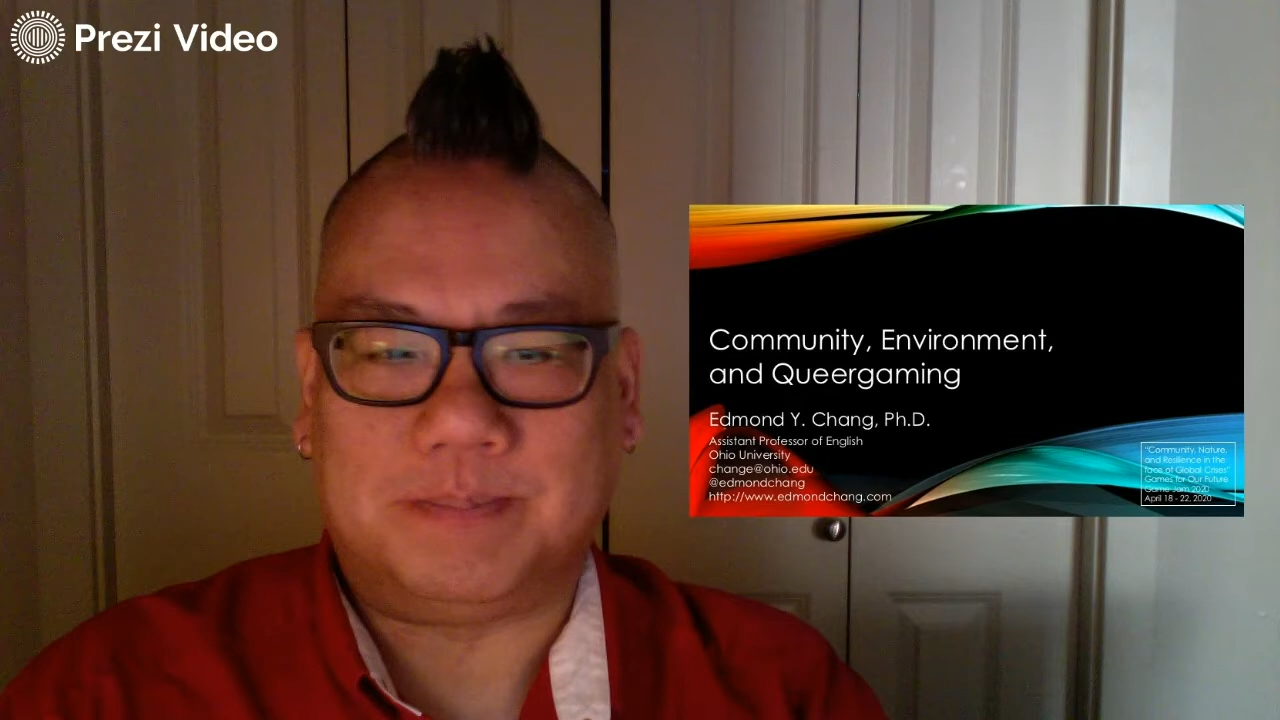 Prezi Video
Community, Environment,
and Queergaming
Edmond Y. Chang, Ph.D.
Assistant Professor of English
Ohio University
change@ohio.edu
@edmondchang
http://www.edmondchang.com
"Community, Nature,
and Resilience in the
face of Global Crises"
Games for Our Future
Game Jam 2020
April 18 - 22, 2020